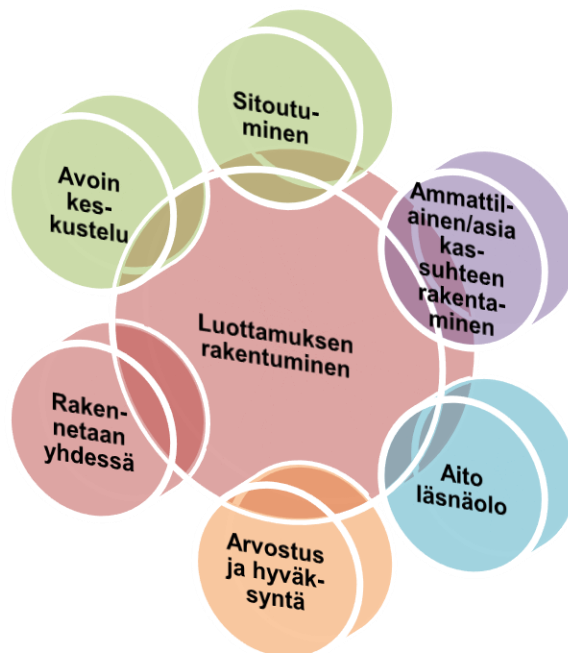 Sitoutu-
minen
Avoin
kes-
kustelu
Ammattil-
ainen/asia
kas-
suhteen
rakenta-
minen
Luottamuksen
rakentuminen
Raken-
netaan
yhdessä
Aito
läsnäolo
Arvostus
ja hyväk-
syntä